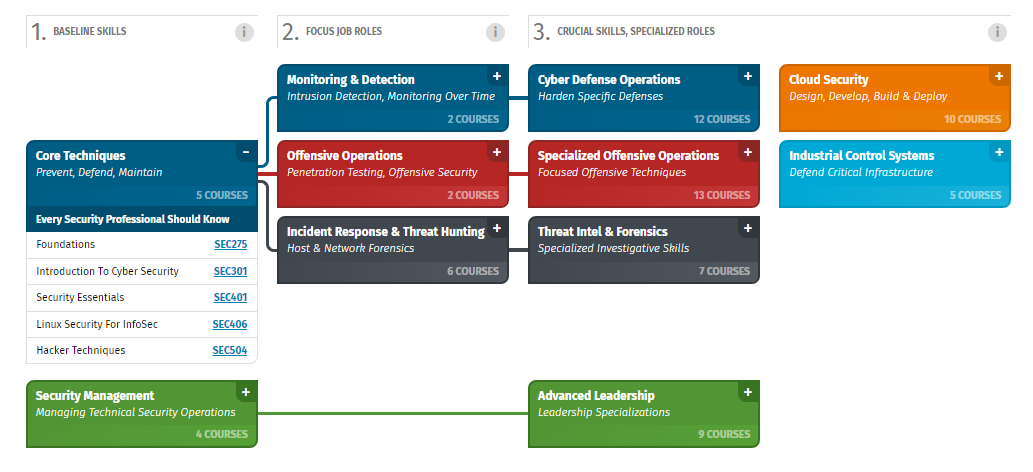 1. BASELINE SKILLS
i
2. FOCUS JOB ROLES
i
3. CRUCIAL SKILLS, SPECIALIZED ROLES
i
Core Techniques
−
Prevent, Defend, Maintain
5 COURSES
Every Security Professional Should Know
Foundations SEC275
Introduction To Cyber Security SEC301
Security Essentials SEC401
Linux Security For InfoSec SEC406
Hacker Techniques SEC504
Monitoring & Detection
+
Intrusion Detection, Monitoring Over Time
2 COURSES
Offensive Operations
+
Penetration Testing, Offensive Security
2 COURSES
Incident Response & Threat Hunting
+
Host & Network Forensics
6 COURSES
Cyber Defense Operations
+
Harden Specific Defenses
12 COURSES
Specialized Offensive Operations
+
Focused Offensive Techniques
13 COURSES
Threat Intel & Forensics
+
Specialized Investigative Skills
7 COURSES
Cloud Security
+
Design, Develop, Build & Deploy
10 COURSES
Industrial Control Systems
+
Defend Critical Infrastructure
5 COURSES
Security Management
+
Managing Technical Security Operations
4 COURSES
Advanced Leadership
+
Leadership Specializations
9 COURSES